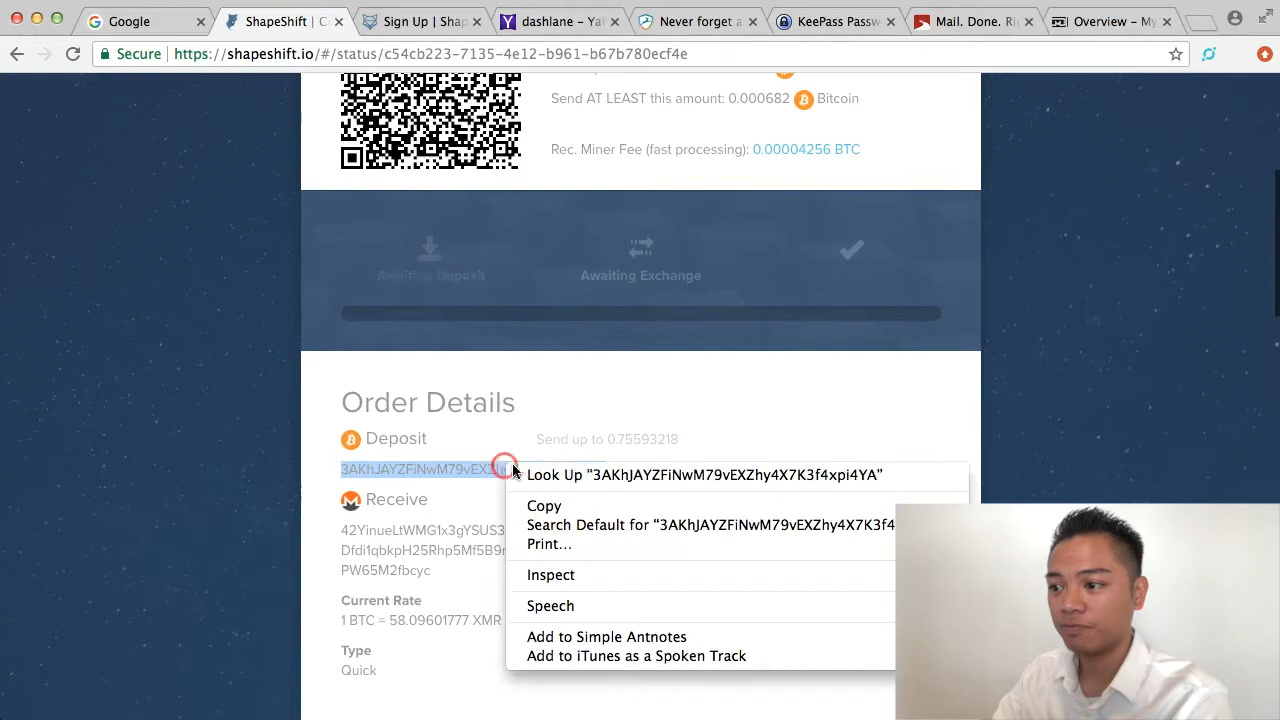 Google
ShapeShift | C
Sign Up | Shap
dashlane – Ya
Never forget a
KeePass Passw
Mail. Done. Ri
Overview – My
Secure https://shapeshift.io/#/status/c54cb223-7135-4e12-b961-b67b780ecf4e
Send AT LEAST this amount: 0.000682 Bitcoin
Rec. Miner Fee (fast processing): 0.00004256 BTC
Awaiting Deposit
Awaiting Exchange
Order Details
Deposit
Send up to 0.75593218
3AKhJAYZFiNwM79vEXZ
Look Up “3AKhJAYZFiNwM79vEXZhy4X7K3f4xpi4YA”
Copy
Search Default for “3AKhJAYZFiNwM79vEXZhy4X7K3f4
Print...
Inspect
Speech
Add to Simple Antnotes
Add to iTunes as a Spoken Track
Receive
42YinueLtWMG1x3gYSUS3
Dfdi1qbkpH25Rhp5Mf5B9
PW65M2fbcyc
Current Rate
1 BTC = 58.09601777 XMR
Type
Quick